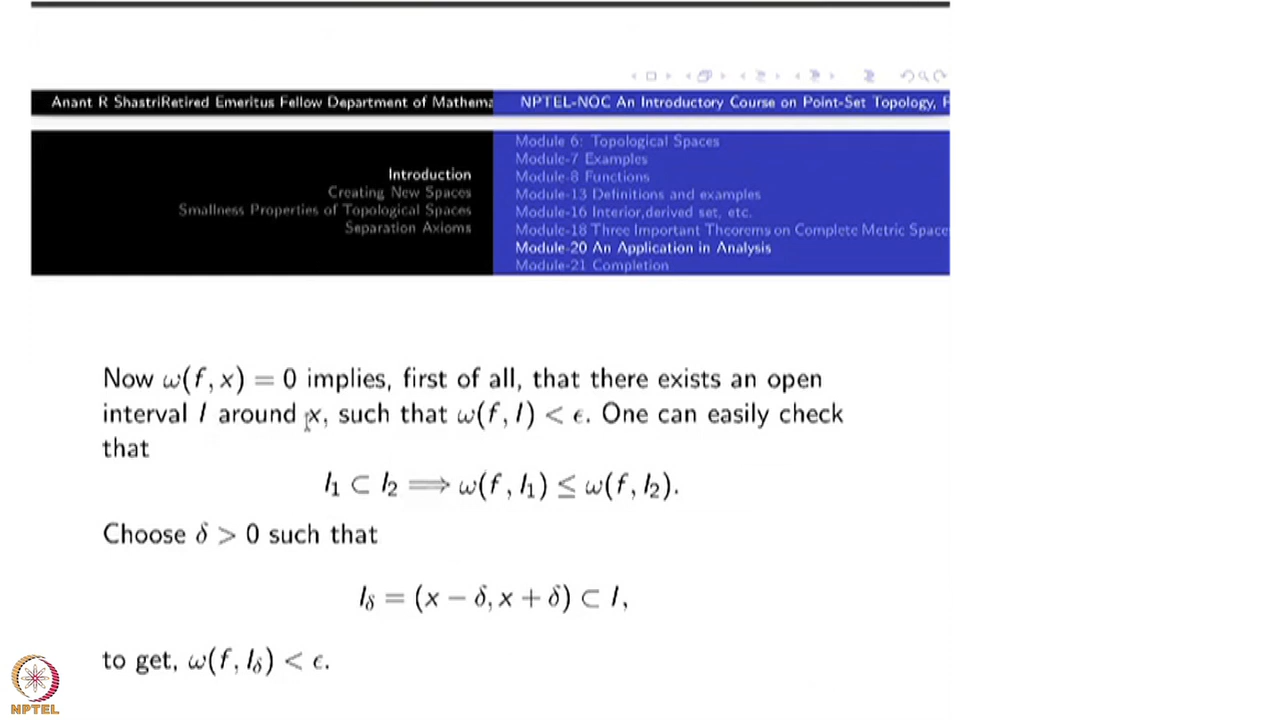 Anant R ShastriRetired Emeritus Fellow Department of Mathema
NPTEL-NOC An Introductory Course on Point-Set Topology, P
Introduction
Creating New Spaces
Smallness Properties of Topological Spaces
Separation Axioms
Module 6: Topological Spaces
Module-7 Examples
Module-8 Functions
Module-13 Definitions and examples
Module-16 Interior,derived set, etc.
Module-18 Three Important Theorems on Complete Metric Space
Module-20 An Application in Analysis
Module-21 Completion
Now ω(f, x) = 0 implies, first of all, that there exists an open
interval I around x, such that ω(f, I) < ϵ. One can easily check
that
I₁ ⊂ I₂ ⟹ ω(f, I₁) ≤ ω(f, I₂).
Choose δ > 0 such that
I_δ = (x − δ, x + δ) ⊂ I,
to get, ω(f, I_δ) < ϵ.
NPTEL